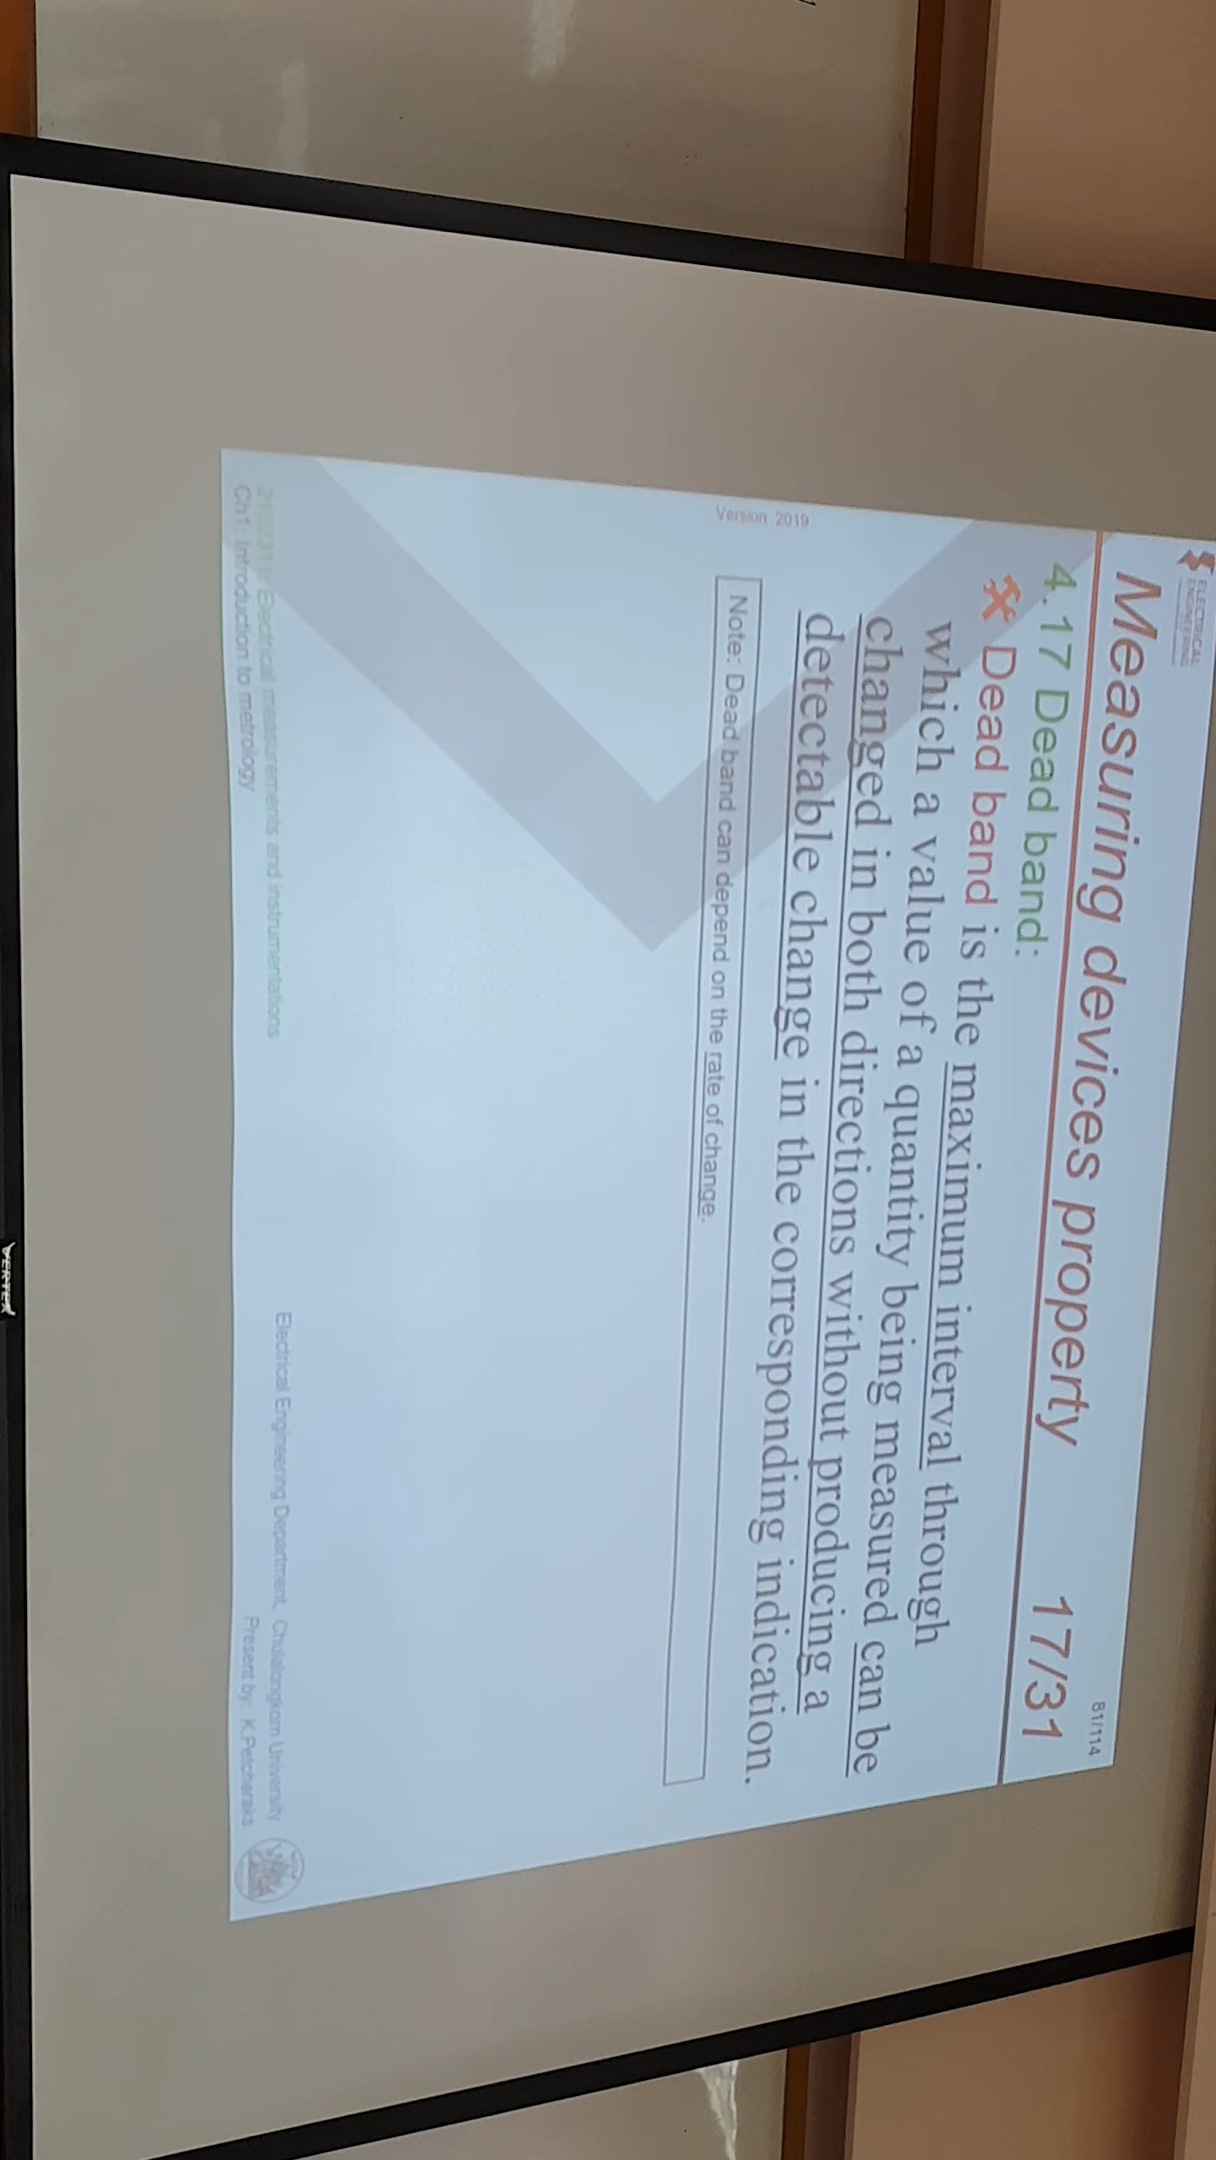 ELECTRICAL
ENGINEERING
81/114
Measuring devices property 17/31
4.17 Dead band:
Dead band is the maximum interval through
which a value of a quantity being measured can be
changed in both directions without producing a
detectable change in the corresponding indication.
Version 2019
Note: Dead band can depend on the rate of change.
2102311: Electrical measurements and instrumentations
Ch1: Introduction to metrology
Electrical Engineering Department, Chulalongkorn University
Present by K.Petcharaks
VERTEX